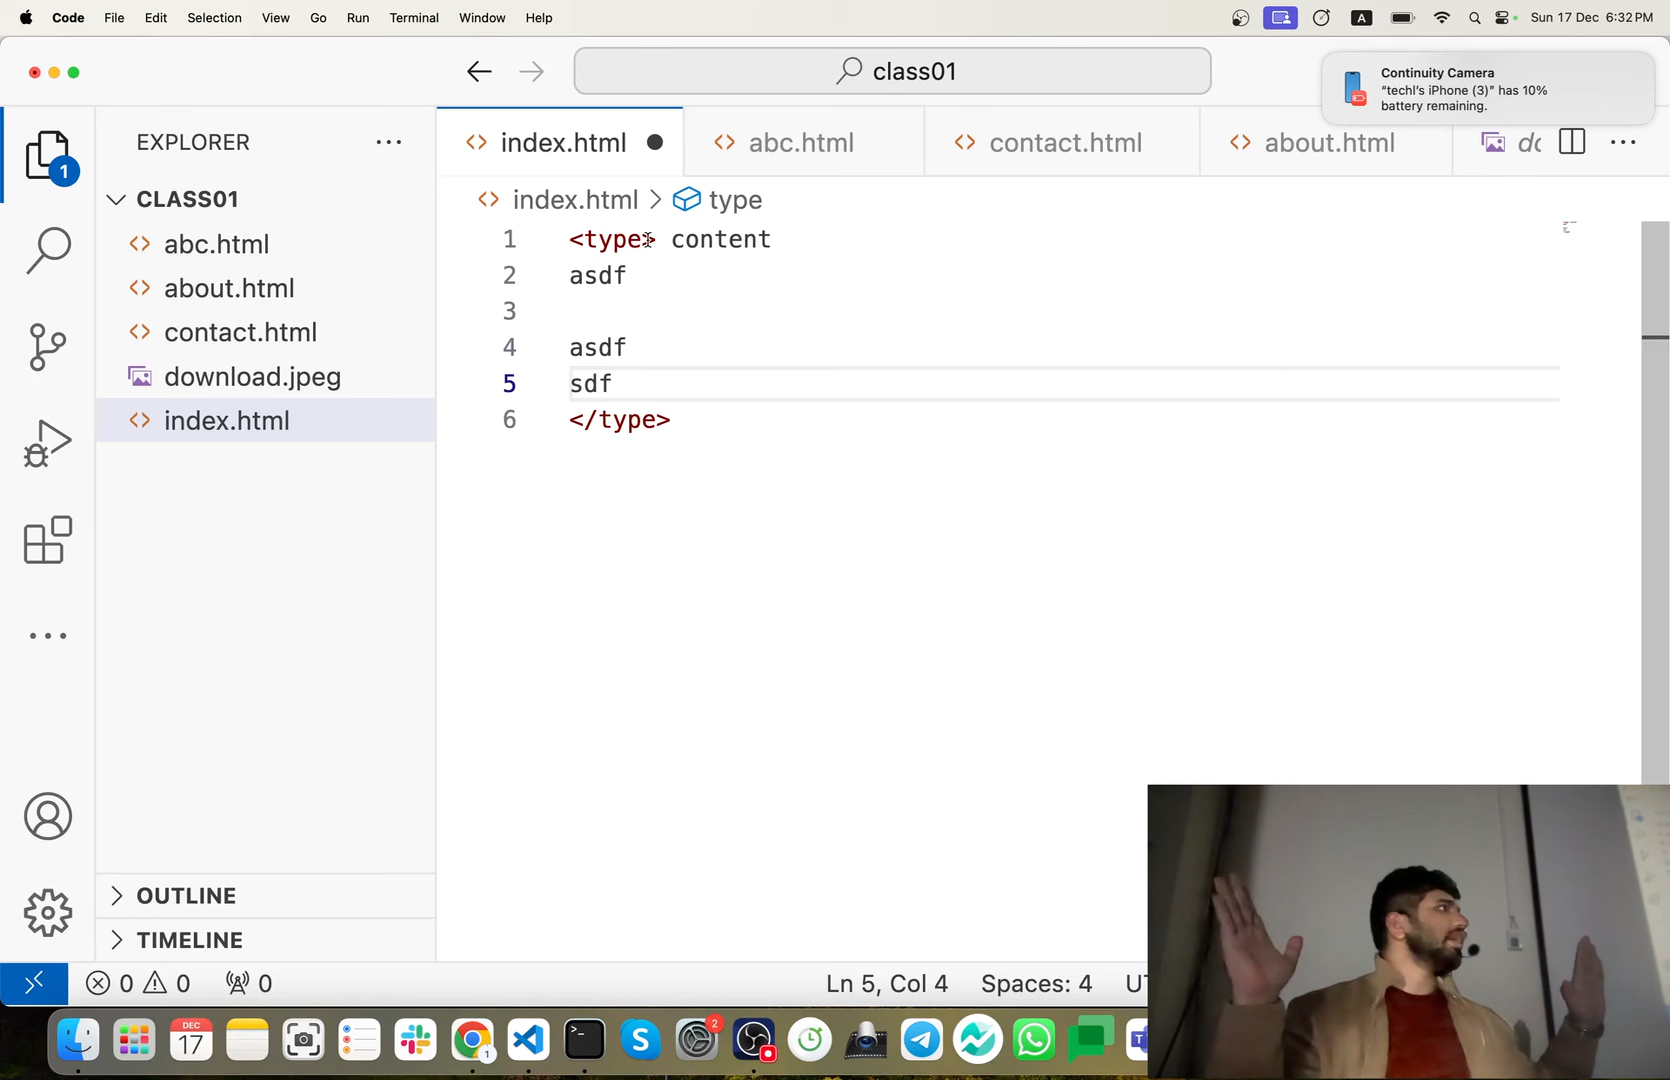 Code File Edit Selection View Go Run Terminal Window Help
A
Sun 17 Dec 6:32 PM
class01
Continuity Camera
“techl’s iPhone (3)” has 10%
battery remaining.
EXPLORER
index.html
abc.html
contact.html
about.html
1
CLASS01
abc.html
about.html
contact.html
download.jpeg
index.html
index.html > type
1 <type> content
2 asdf
3
4 asdf
5 sdf
6 </type>
OUTLINE
TIMELINE
0 0 0
Ln 5, Col 4
Spaces: 4
DEC
17
1
S
2